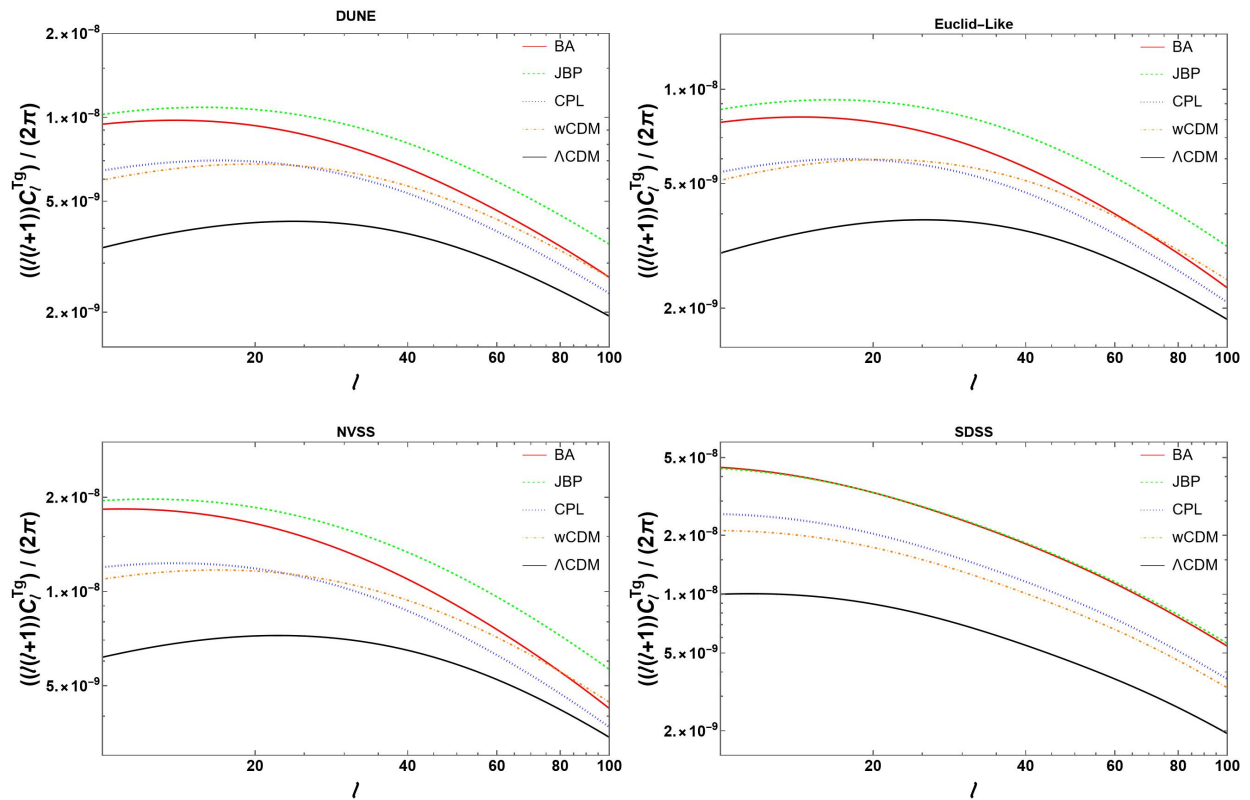 DUNE
((l(l+1))C_l^Tg) / (2π)
2.×10^-8
1.×10^-8
5.×10^-9
2.×10^-9
BA
JBP
CPL
wCDM
ΛCDM
20 40 60 80 100
l
Euclid-Like
((l(l+1))C_l^Tg) / (2π)
1.×10^-8
5.×10^-9
2.×10^-9
BA
JBP
CPL
wCDM
ΛCDM
20 40 60 80 100
l
NVSS
((l(l+1))C_l^Tg) / (2π)
2.×10^-8
1.×10^-8
5.×10^-9
BA
JBP
CPL
wCDM
ΛCDM
20 40 60 80 100
l
SDSS
((l(l+1))C_l^Tg) / (2π)
5.×10^-8
2.×10^-8
1.×10^-8
5.×10^-9
2.×10^-9
BA
JBP
CPL
wCDM
ΛCDM
20 40 60 80 100
l